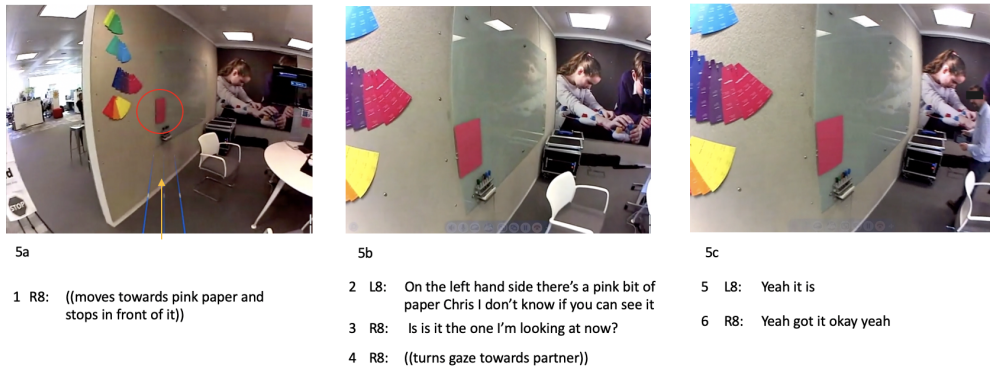 STOP
5a
5b
5c
1 R8: ((moves towards pink paper and
stops in front of it))
2 L8: On the left hand side there's a pink bit of
paper Chris I don't know if you can see it
3 R8: Is is it the one I'm looking at now?
4 R8: ((turns gaze towards partner))
5 L8: Yeah it is
6 R8: Yeah got it okay yeah